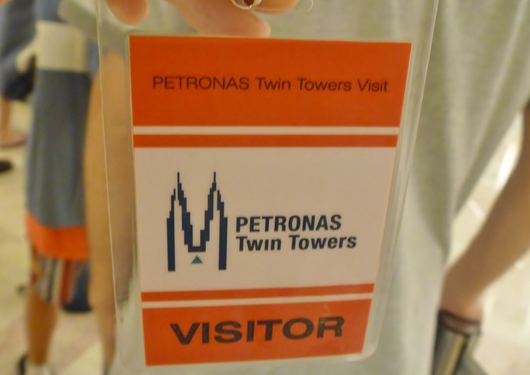 PETRONAS Twin Towers Visit
PETRONAS
Twin Towers
VISITOR